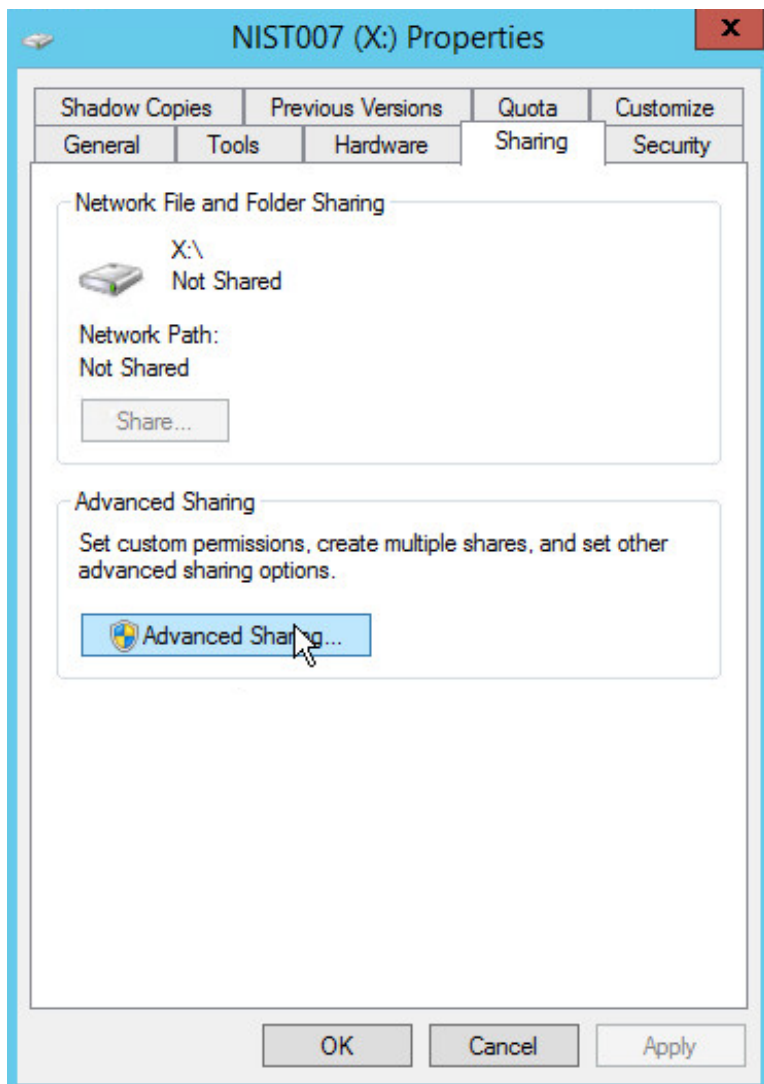 NIST007 (X:) Properties
X
Shadow Copies Previous Versions Quota Customize
General Tools Hardware Sharing Security
Network File and Folder Sharing
X:\
Not Shared
Network Path:
Not Shared
Share...
Advanced Sharing
Set custom permissions, create multiple shares, and set other
advanced sharing options.
Advanced Sharing...
OK Cancel Apply